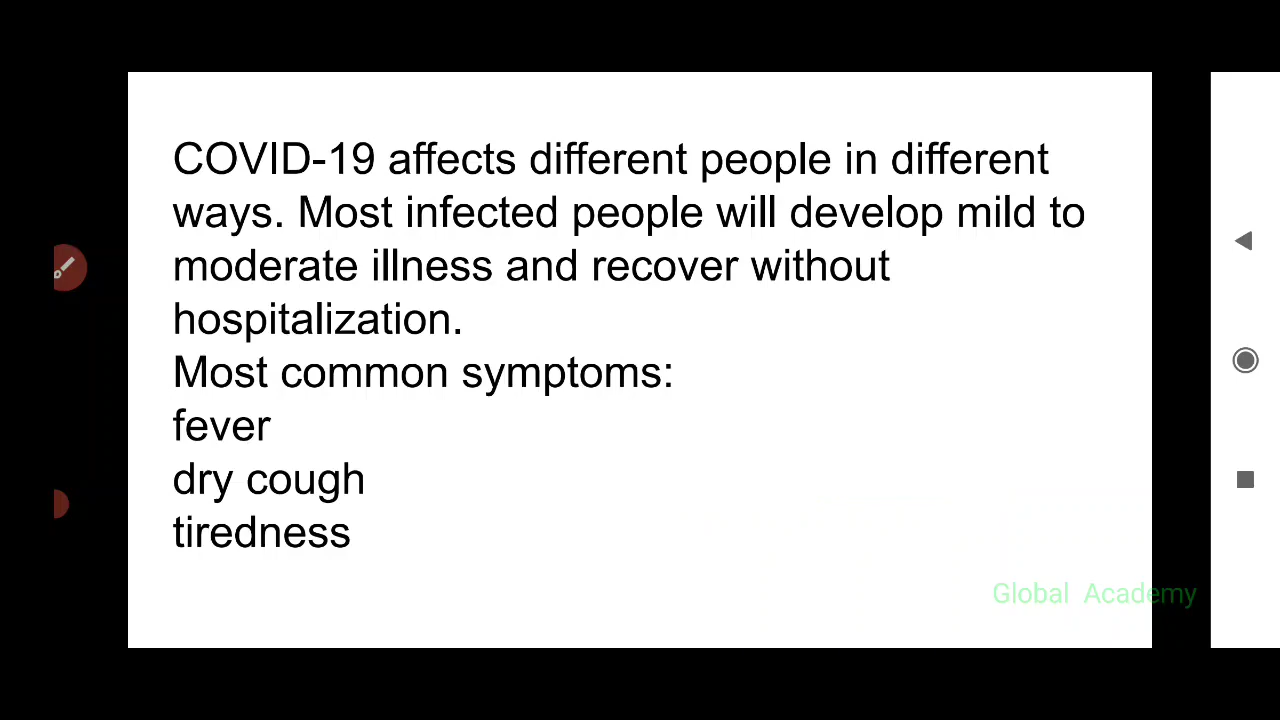 COVID-19 affects different people in different
ways. Most infected people will develop mild to
moderate illness and recover without
hospitalization.
Most common symptoms:
fever
dry cough
tiredness
Global Academy